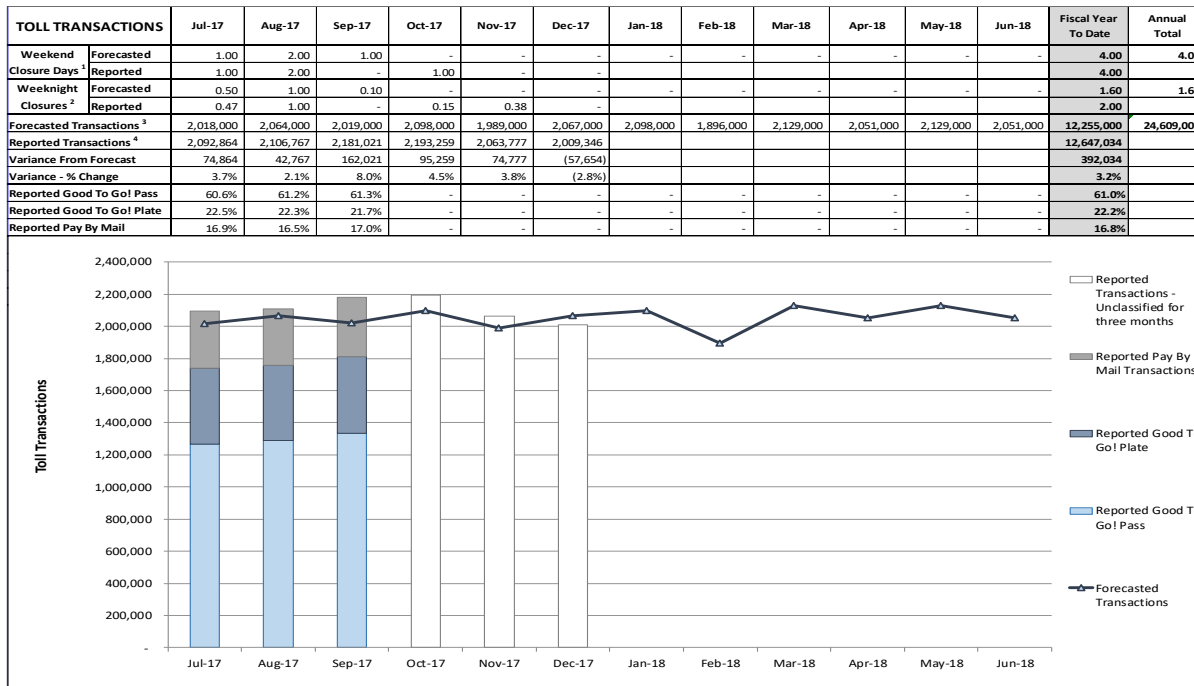 TOLL TRANSACTIONS Jul-17 Aug-17 Sep-17 Oct-17 Nov-17 Dec-17 Jan-18 Feb-18 Mar-18 Apr-18 May-18 Jun-18 Fiscal Year To Date Annual Total
Weekend Closure Days 1 Forecasted 1.00 2.00 1.00 - - - - - - - - - 4.00 4.0
Reported 1.00 2.00 - 1.00 - - 4.00
Weeknight Closures 2 Forecasted 0.50 1.00 0.10 - - - - - - - - - 1.60 1.6
Reported 0.47 1.00 - 0.15 0.38 - 2.00
Forecasted Transactions 3 2,018,000 2,064,000 2,019,000 2,098,000 1,989,000 2,067,000 2,098,000 1,896,000 2,129,000 2,051,000 2,129,000 2,051,000 12,255,000 24,609,00
Reported Transactions 4 2,092,864 2,106,767 2,181,021 2,193,259 2,063,777 2,009,346 12,647,034
Variance From Forecast 74,864 42,767 162,021 95,259 74,777 (57,654) 392,034
Variance - % Change 3.7% 2.1% 8.0% 4.5% 3.8% (2.8%) 3.2%
Reported Good To Go! Pass 60.6% 61.2% 61.3% - - - - - - - - - 61.0%
Reported Good To Go! Plate 22.5% 22.3% 21.7% - - - - - - - - - 22.2%
Reported Pay By Mail 16.9% 16.5% 17.0% - - - - - - - - - 16.8%
Toll Transactions
2,400,000
2,200,000
2,000,000
1,800,000
1,600,000
1,400,000
1,200,000
1,000,000
800,000
600,000
400,000
200,000
-
Jul-17 Aug-17 Sep-17 Oct-17 Nov-17 Dec-17 Jan-18 Feb-18 Mar-18 Apr-18 May-18 Jun-18
Reported
Transactions -
Unclassified for
three months
Reported Pay By
Mail Transactions
Reported Good T
Go! Plate
Reported Good T
Go! Pass
Forecasted
Transactions